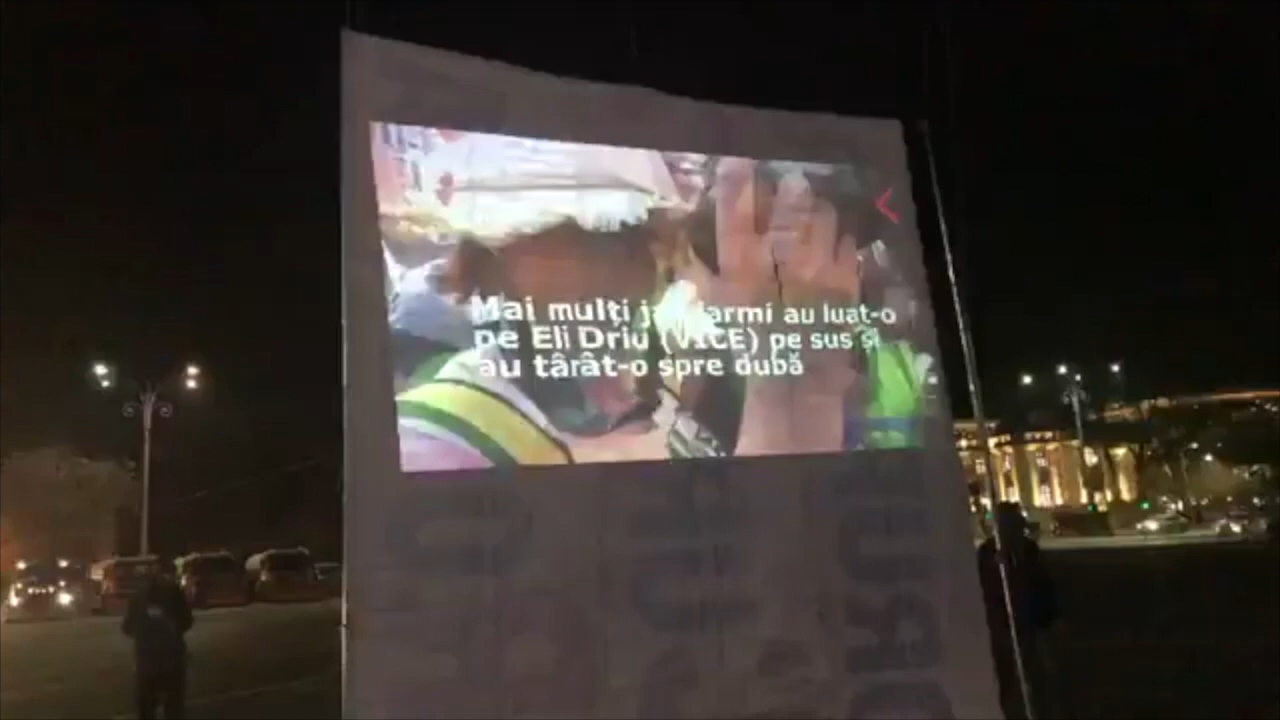 Mai mulți jandarmi au luat-o
pe Eli Driu (VICE) pe sus și
au târât-o spre dubă